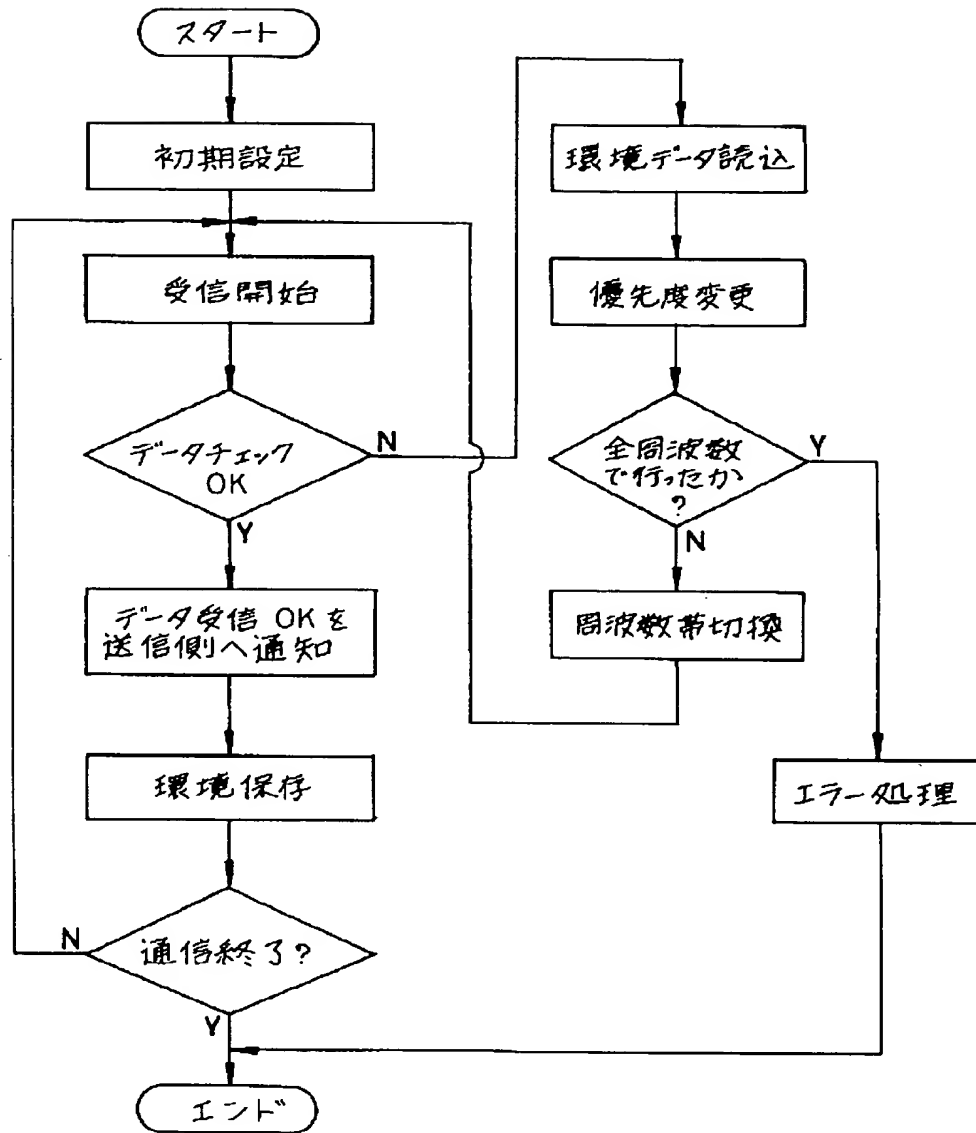 スタート
初期設定
受信開始
データチェック
OK
N
Y
データ受信 OK を
送信側へ通知
環境保存
通信終了?
N
Y
エンド
環境データ読込
優先度変更
全周波数
で行ったか
?
Y
N
周波数帯切換
エラー処理